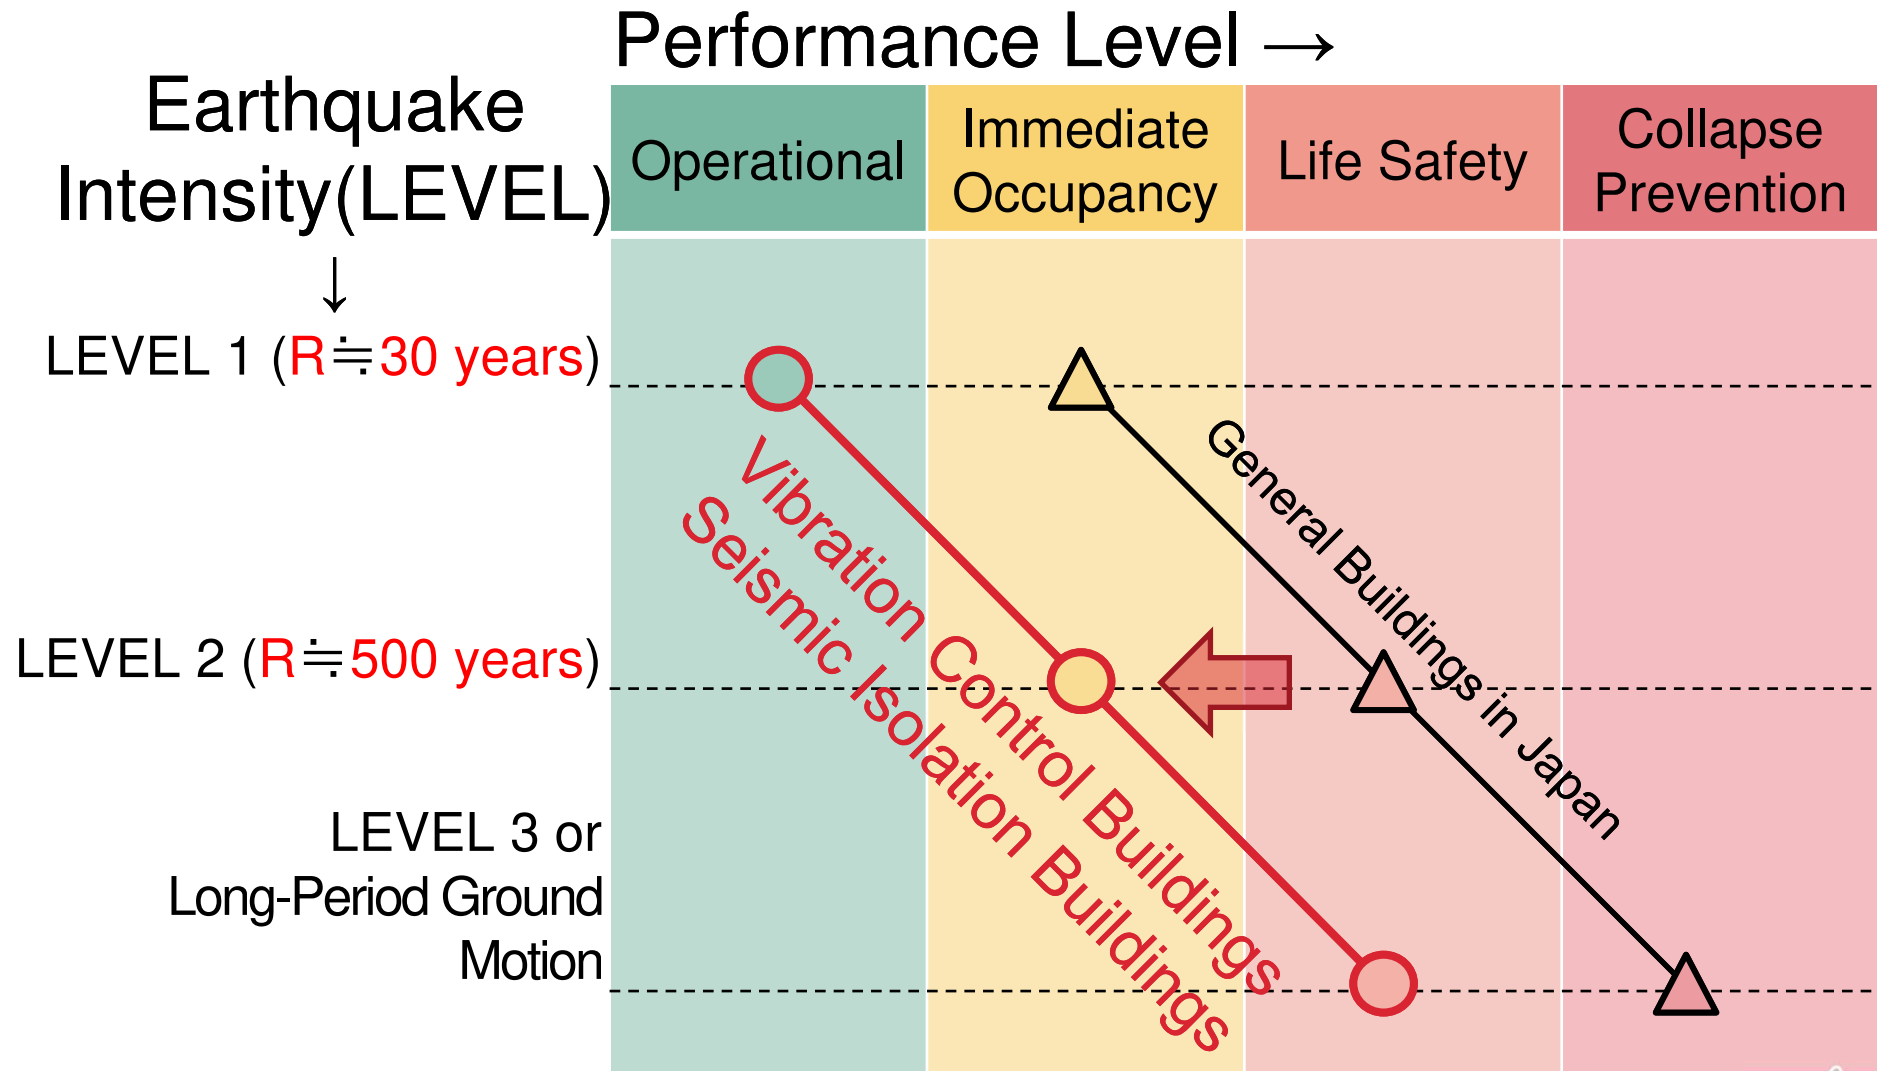 Performance Level →
Earthquake
Intensity(LEVEL)
↓
Operational
Immediate
Occupancy
Life Safety
Collapse
Prevention
LEVEL 1 (R≒30 years)
LEVEL 2 (R≒500 years)
LEVEL 3 or
Long-Period Ground
Motion
Vibration Control Buildings
Seismic Isolation Buildings
General Buildings in Japan